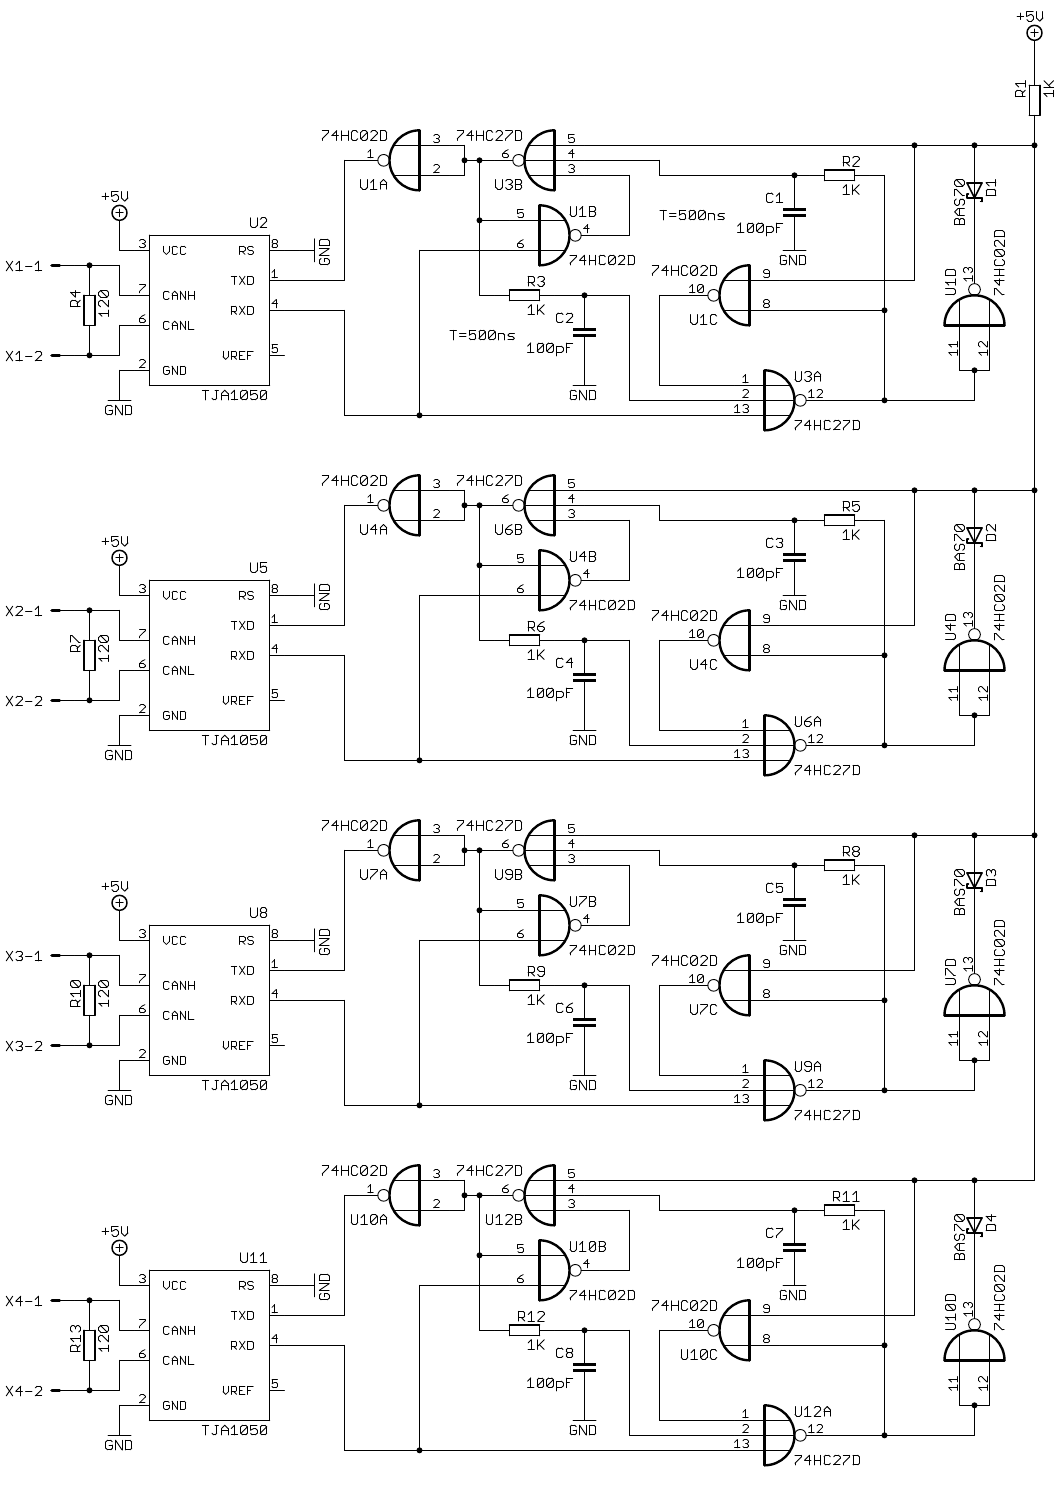 +5V
R1
1K
74HC02D
3
1
2
U1A
74HC27D
5
6
4
3
U3B
R2
1K
C1
100pF
GND
T=500ns
BAS70
D1
U1B
5
4
6
74HC02D
+5V
U2
3 VCC
RS 8
GND
TXD 1
X1-1
7 CANH
RXD 4
R4
120
6 CANL
X1-2
VREF 5
2 GND
GND
TJA1050
R3
1K
C2
100pF
GND
T=500ns
74HC02D
9
10
8
U1C
U1D
13
74HC02D
11
12
U3A
1
2
12
13
74HC27D
74HC02D
3
1
2
U4A
74HC27D
5
6
4
3
U6B
R5
1K
C3
100pF
GND
BAS70
D2
U4B
5
4
6
74HC02D
+5V
U5
3 VCC
RS 8
GND
TXD 1
X2-1
7 CANH
RXD 4
R7
120
6 CANL
X2-2
VREF 5
2 GND
GND
TJA1050
R6
1K
C4
100pF
GND
74HC02D
9
10
8
U4C
U4D
13
74HC02D
11
12
U6A
1
2
12
13
74HC27D
74HC02D
3
1
2
U7A
74HC27D
5
6
4
3
U9B
R8
1K
C5
100pF
GND
BAS70
D3
U7B
5
4
6
74HC02D
+5V
U8
3 VCC
RS 8
GND
TXD 1
X3-1
7 CANH
RXD 4
R10
120
6 CANL
X3-2
VREF 5
2 GND
GND
TJA1050
R9
1K
C6
100pF
GND
74HC02D
9
10
8
U7C
U7D
13
74HC02D
11
12
U9A
1
2
12
13
74HC27D
74HC02D
3
1
2
U10A
74HC27D
5
6
4
3
U12B
R11
1K
C7
100pF
GND
BAS70
D4
U10B
5
4
6
74HC02D
+5V
U11
3 VCC
RS 8
GND
TXD 1
X4-1
7 CANH
RXD 4
R13
120
6 CANL
X4-2
VREF 5
2 GND
GND
TJA1050
R12
1K
C8
100pF
GND
74HC02D
9
10
8
U10C
U10D
13
74HC02D
11
12
U12A
1
2
12
13
74HC27D